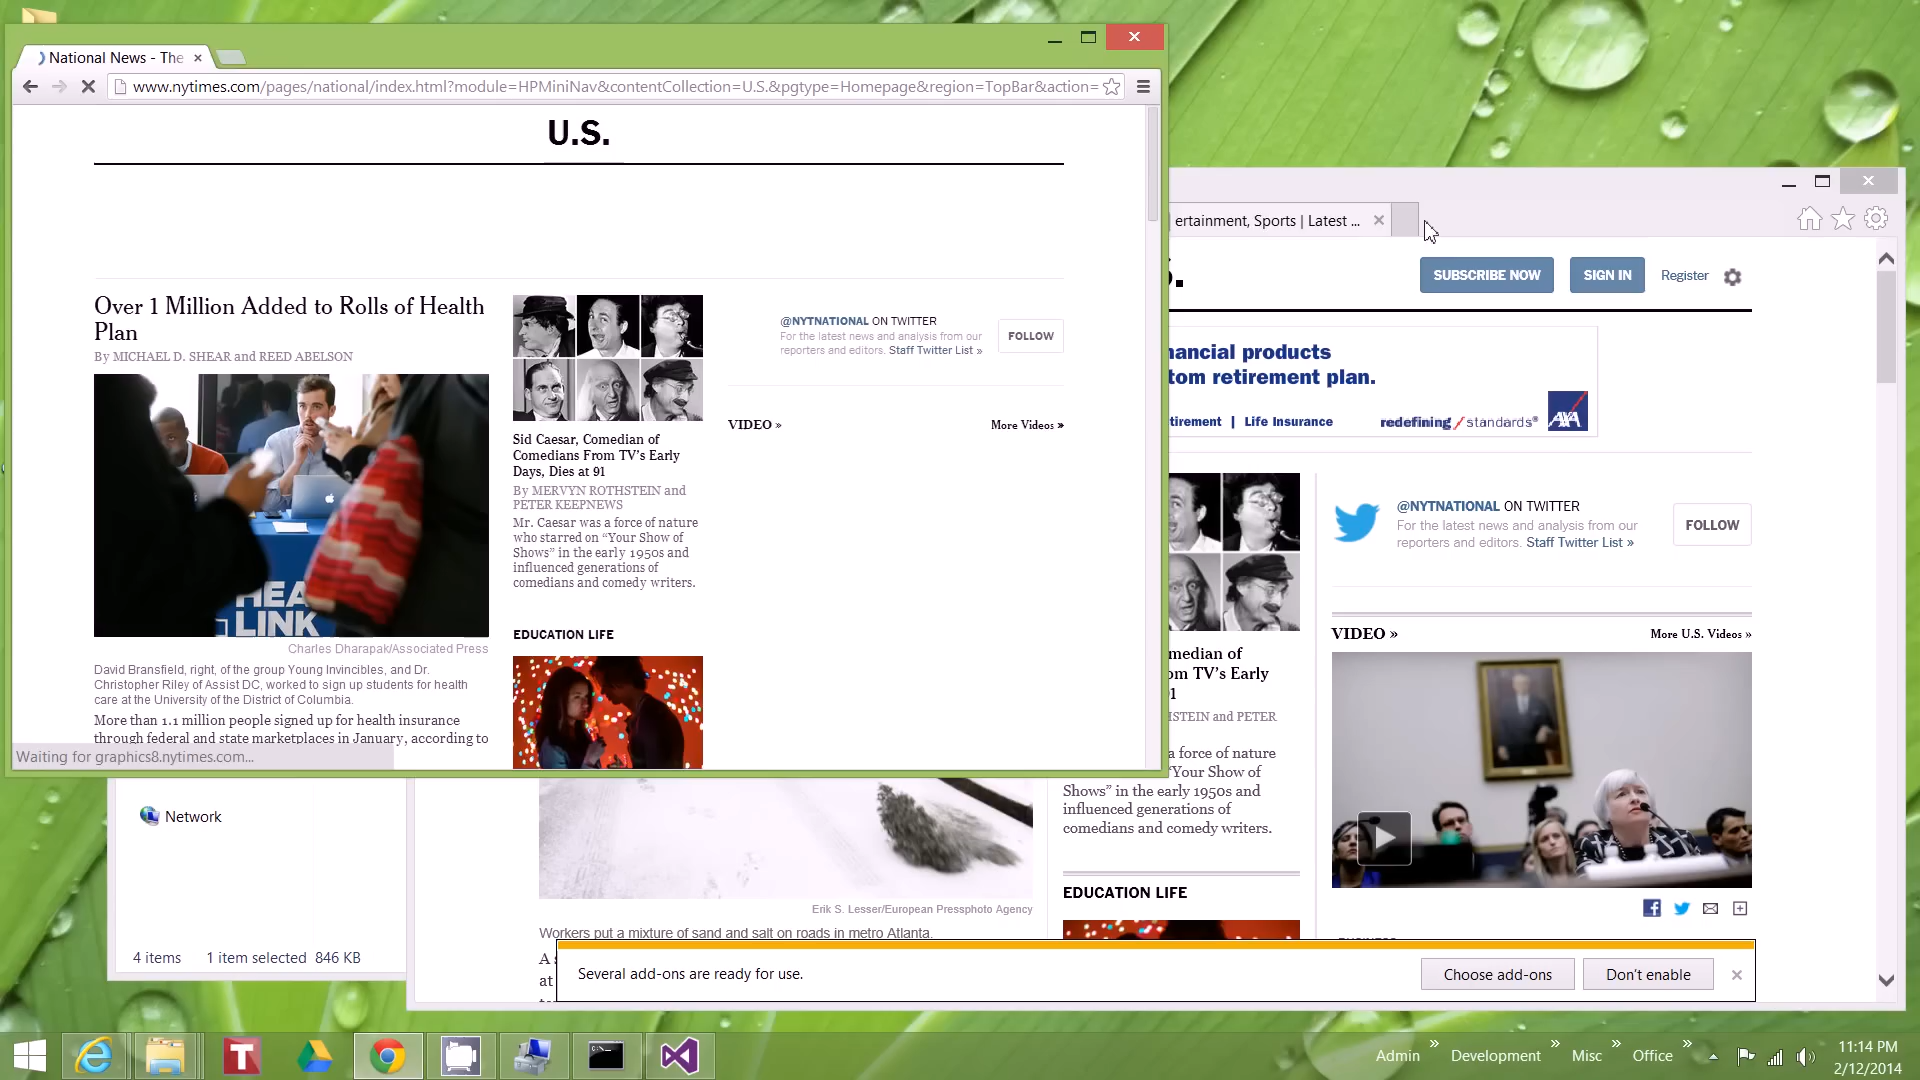 National News - The
www.nytimes.com/pages/national/index.html?module=HPMiniNav&contentCollection=U.S.&pgtype=Homepage&region=TopBar&action=
U.S.
Over 1 Million Added to Rolls of Health
Plan
By MICHAEL D. SHEAR and REED ABELSON
HEA
LINK
Charles Dharapak/Associated Press
David Bransfield, right, of the group Young Invincibles, and Dr.
Christopher Riley of Assist DC, worked to sign up students for health
care at the University of the District of Columbia.
More than 1.1 million people signed up for health insurance
through federal and state marketplaces in January, according to
Waiting for graphics8.nytimes.com...
Sid Caesar, Comedian of
Comedians From TV's Early
Days, Dies at 91
By MERVYN ROTHSTEIN and
PETER KEEPNEWS
Mr. Caesar was a force of nature
who starred on “Your Show of
Shows” in the early 1950s and
influenced generations of
comedians and comedy writers.
EDUCATION LIFE
@NYTNATIONAL ON TWITTER
For the latest news and analysis from our
reporters and editors. Staff Twitter List »
FOLLOW
VIDEO »
More Videos »
ertainment, Sports | Latest ...
S.
SUBSCRIBE NOW
SIGN IN
Register
nancial products
tom retirement plan.
tirement | Life Insurance
redefining / standards®
AXA
median of
om TV's Early
91
HSTEIN and PETER
a force of nature
“Your Show of
Shows” in the early 1950s and
influenced generations of
comedians and comedy writers.
EDUCATION LIFE
@NYTNATIONAL ON TWITTER
For the latest news and analysis from our
reporters and editors. Staff Twitter List »
FOLLOW
VIDEO »
More U.S. Videos »
Erik S. Lesser/European Pressphoto Agency
Workers put a mixture of sand and salt on roads in metro Atlanta.
at
Several add-ons are ready for use.
Choose add-ons
Don't enable
Network
4 items 1 item selected 846 KB
Admin » Development » Misc » Office »
11:14 PM
2/12/2014